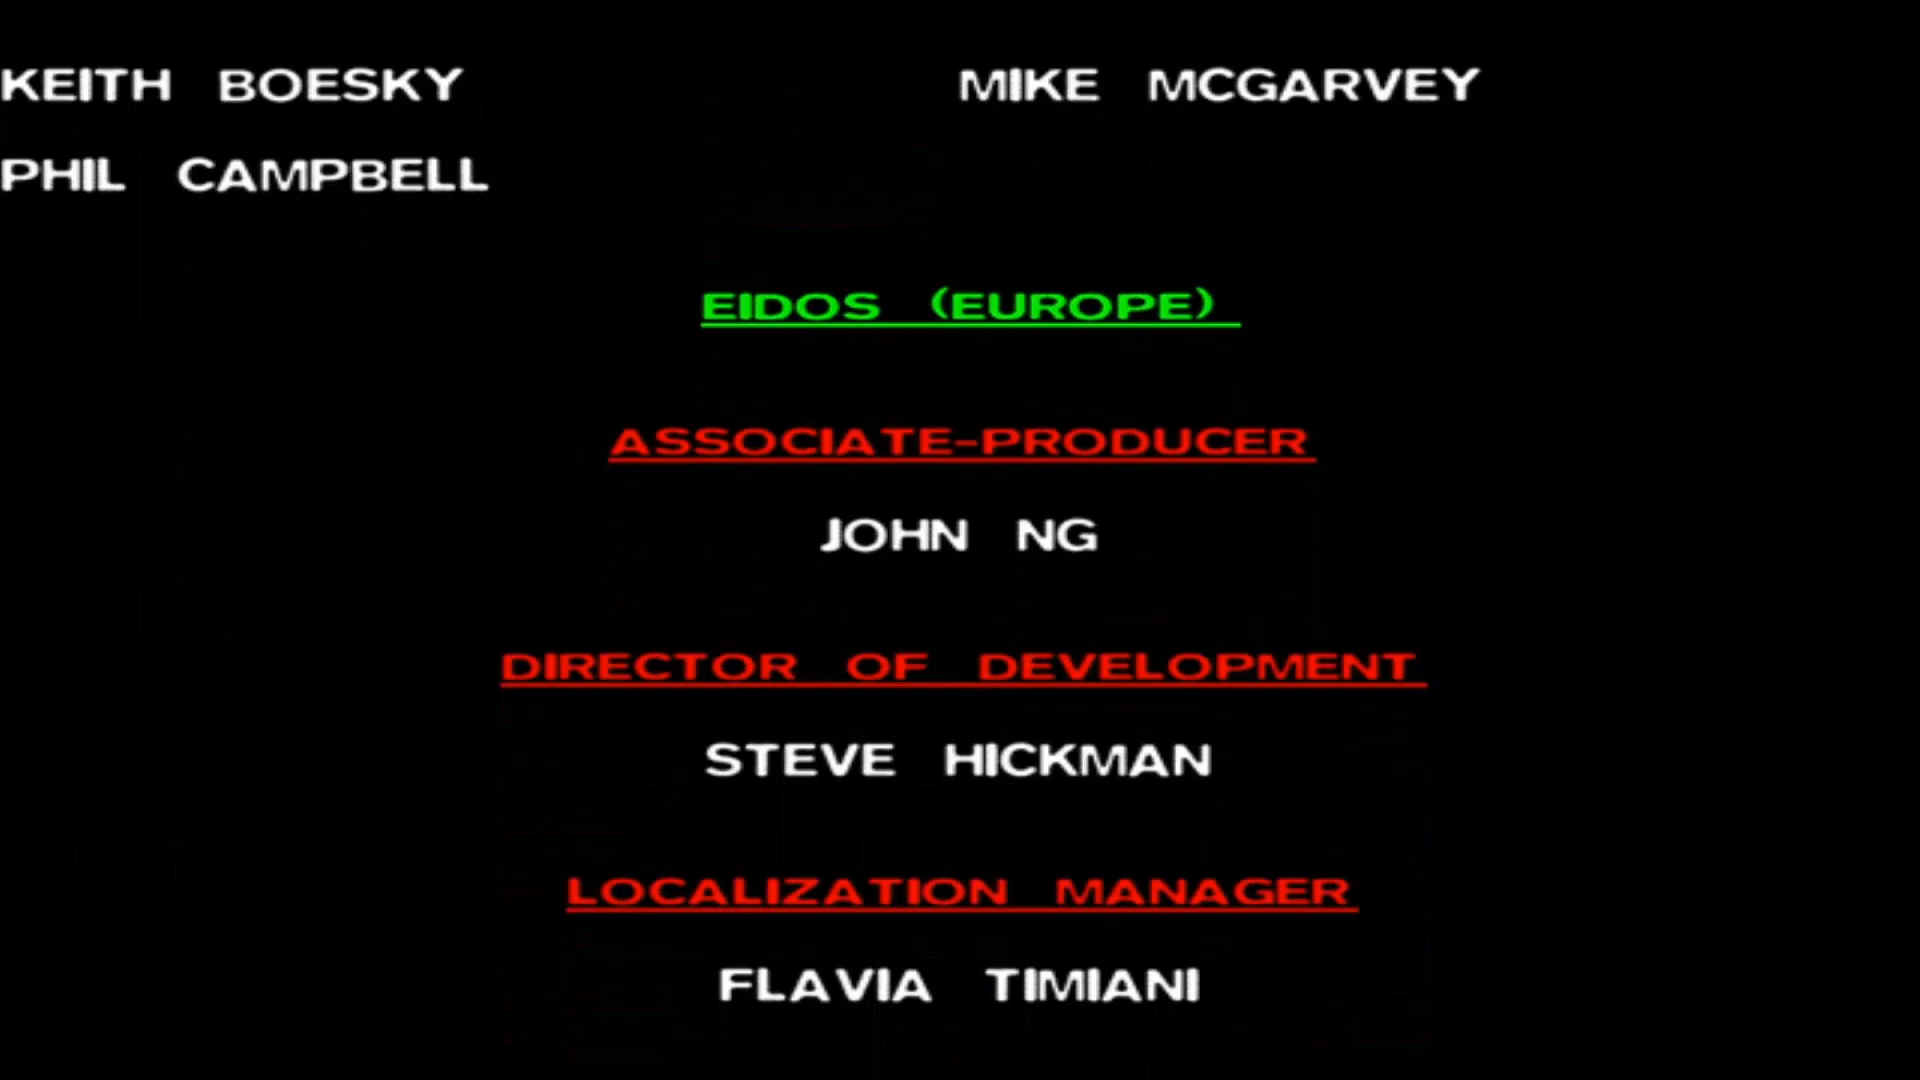 KEITH BOESKY MIKE MCGARVEY
PHIL CAMPBELL
EIDOS (EUROPE)
ASSOCIATE-PRODUCER
JOHN NG
DIRECTOR OF DEVELOPMENT
STEVE HICKMAN
LOCALIZATION MANAGER
FLAVIA TIMIANI